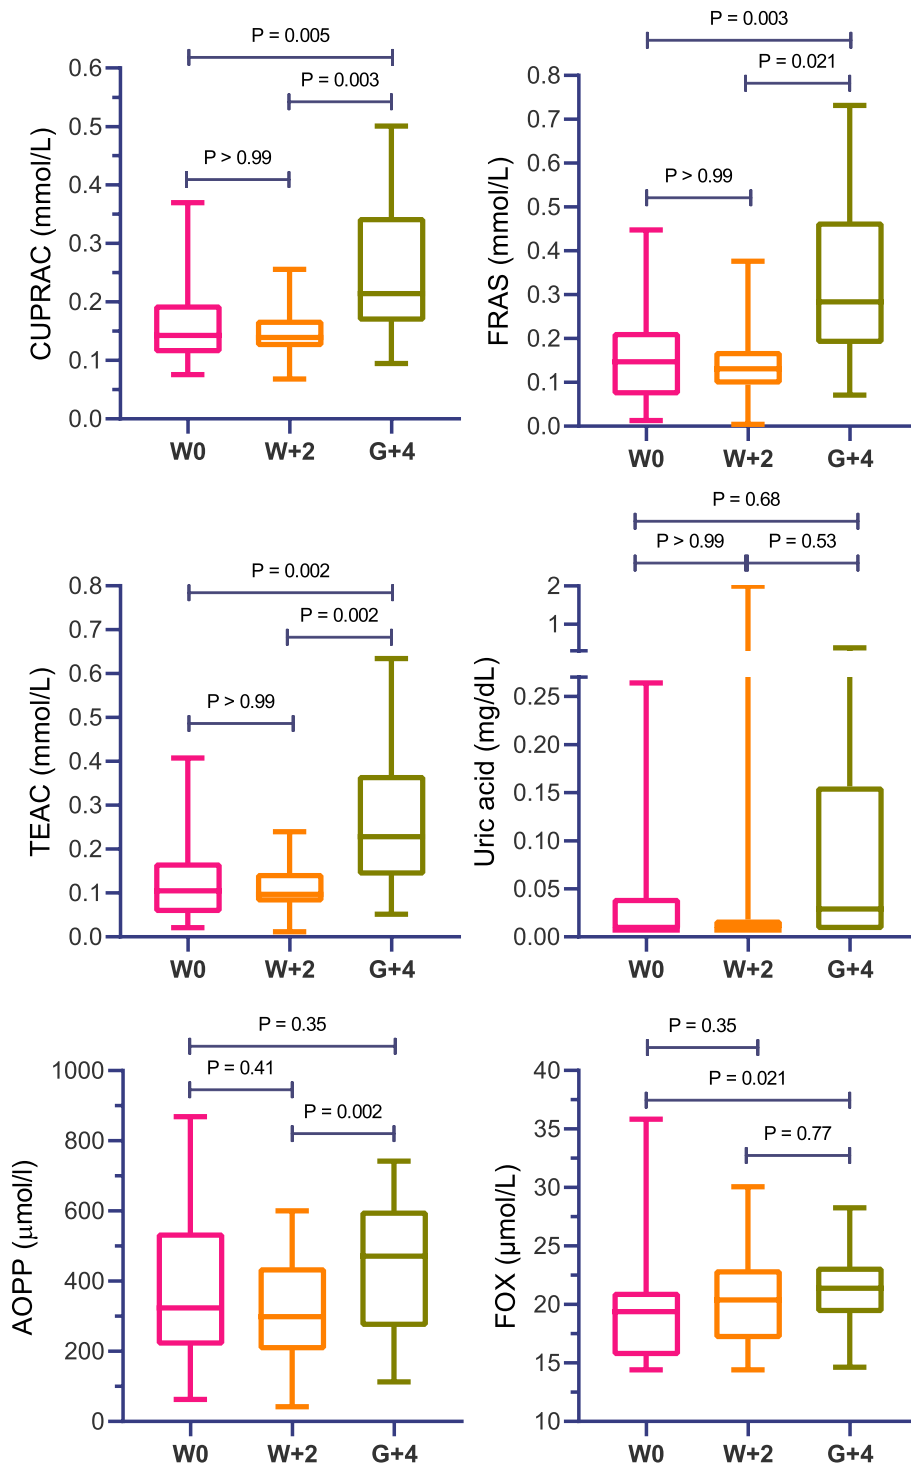 P = 0.005
P = 0.003
P > 0.99
CUPRAC (mmol/L)
0.6
0.5
0.4
0.3
0.2
0.1
0.0
W0 W+2 G+4
P = 0.003
P = 0.021
P > 0.99
FRAS (mmol/L)
0.8
0.7
0.6
0.5
0.4
0.3
0.2
0.1
0.0
W0 W+2 G+4
P = 0.002
P = 0.002
P > 0.99
TEAC (mmol/L)
0.8
0.7
0.6
0.5
0.4
0.3
0.2
0.1
0.0
W0 W+2 G+4
P = 0.68
P > 0.99 P = 0.53
Uric acid (mg/dL)
2
1
0.25
0.20
0.15
0.10
0.05
0.00
W0 W+2 G+4
P = 0.35
P = 0.41
P = 0.002
AOPP (µmol/l)
1000
800
600
400
200
0
W0 W+2 G+4
P = 0.35
P = 0.021
P = 0.77
FOX (µmol/L)
40
35
30
25
20
15
10
W0 W+2 G+4